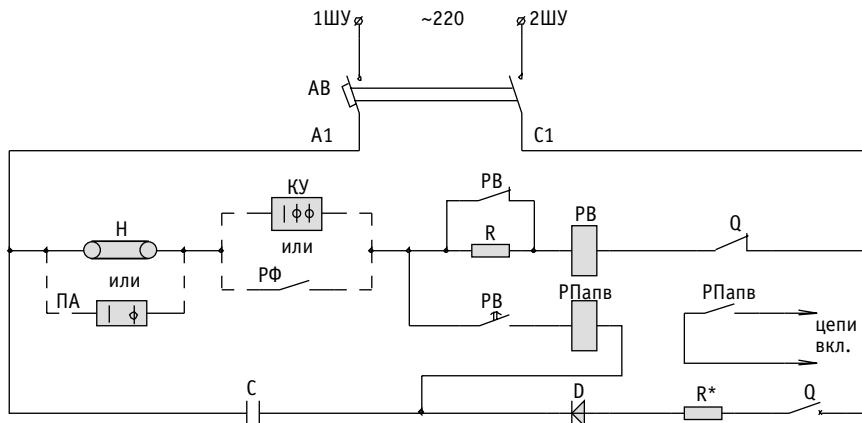 1ШУ ~220 2ШУ
АВ
А1 С1
КУ РВ
Н РВ Q
или R
или
РФ РПапв РПапв
ПА РВ
цепи
вкл.
С D R* Q